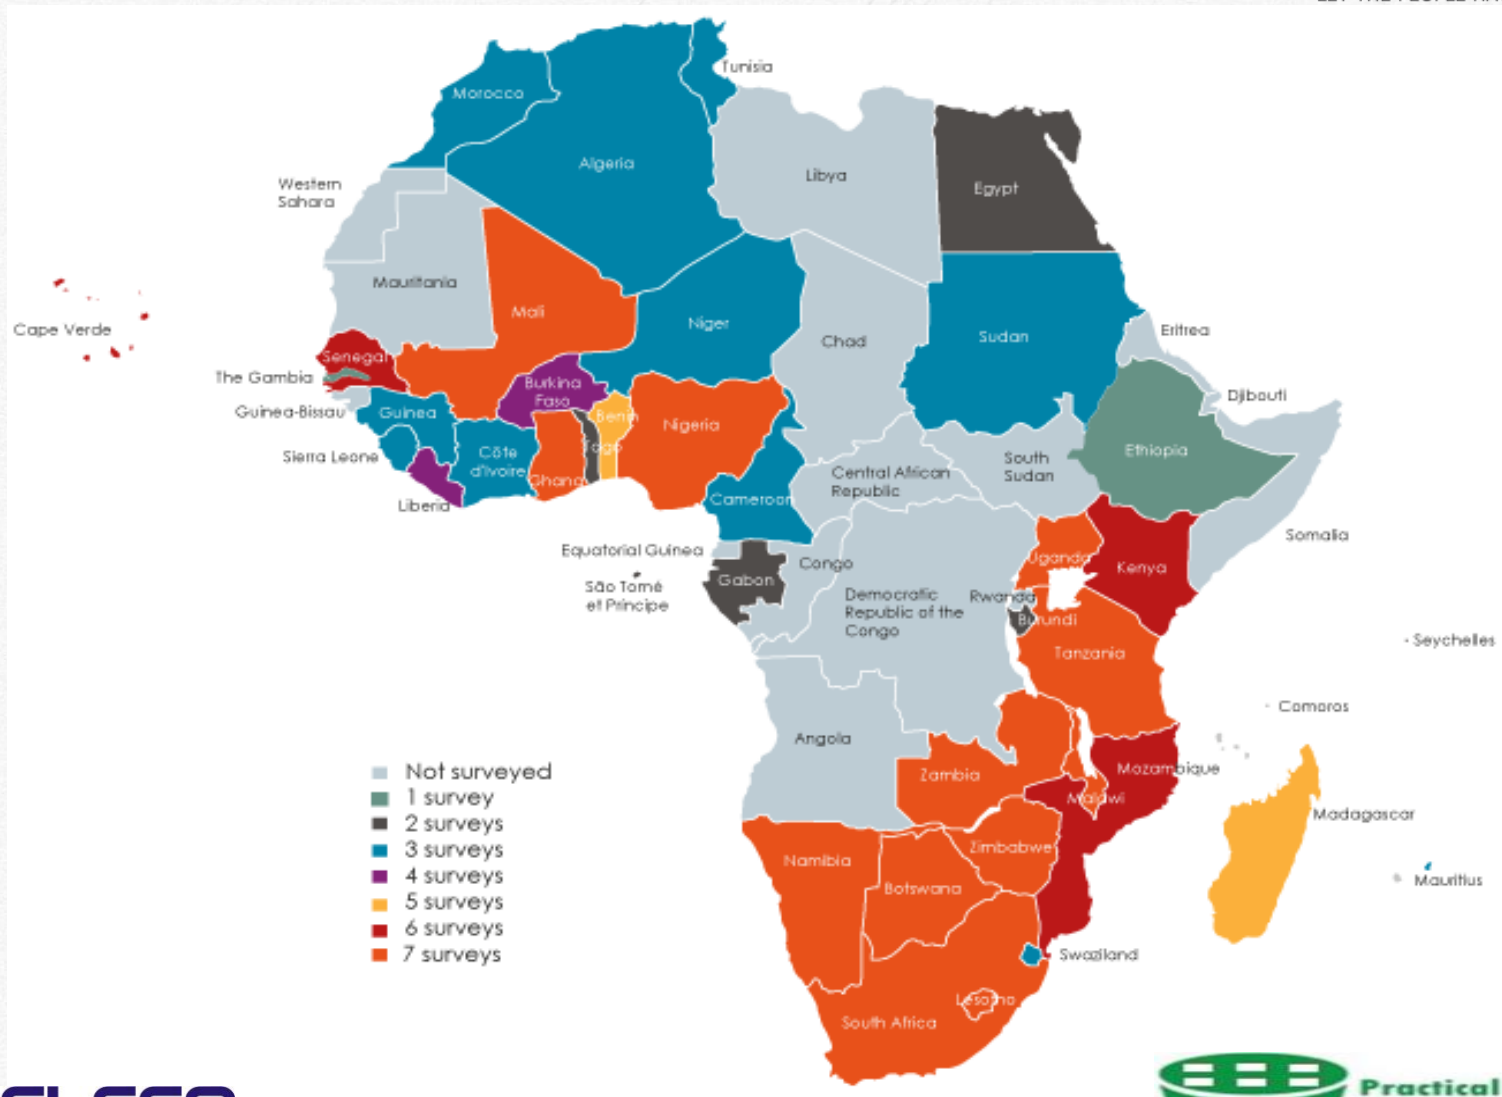 Tunisia
Morocco
Algeria
Libya
Egypt
Western
Sahara
Mauritania
Mali
Niger
Chad
Sudan
Eritrea
Cape Verde
Senegal
The Gambia
Guinea-Bissau
Guinea
Burkina
Faso
Benin
Nigeria
Djibouti
Sierra Leone
Côte
d'Ivoire
Ghana
Togo
Ethiopia
Central African
Republic
South
Sudan
Liberia
Cameroon
Somalia
Equatorial Guinea
Congo
Uganda
Kenya
São Tomé
et Principe
Gabon
Democratic
Republic of the
Congo
Rwanda
Burundi
Tanzania
Seychelles
Comoros
Angola
Zambia
Mozambique
Malawi
Madagascar
Not surveyed
1 survey
2 surveys
3 surveys
4 surveys
5 surveys
6 surveys
7 surveys
Namibia
Zimbabwe
Botswana
Mauritius
Swaziland
Lesotho
South Africa
Practical